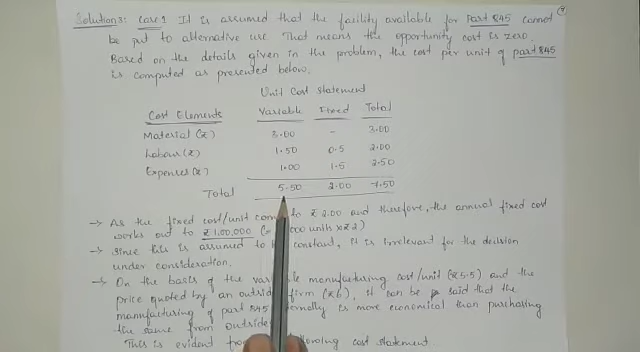 Solutions: Case 1 It is assumed that the facility available for Part 845 cannot
be put to alternative use That means the opportunity cost is zero.
Based on the details given in the problem, the cost per unit of part 845
is computed as presented below.
Unit Cost Statement
Cost Elements Variable Fixed Total
Material (₹) 3.00 - 3.00
Labour (₹) 1.50 0.5 2.00
Expenses (₹) 1.00 1.5 2.50
Total 5.50 2.00 7.50
→ As the fixed cost/unit to ₹ 2.00 and therefore, the annual fixed cost
works out to ₹ 1,00,000 units x ₹2)
→ Since this is assumed to constant, it is irrelevant for the decision
under consideration.
→ On the basis of the manufacturing cost/unit (₹5.5) and the
price quoted by an firm (₹6), it can be said that the
manufacturing of part 845 is more economical than purchasing
the same from
This is evident cost statement.